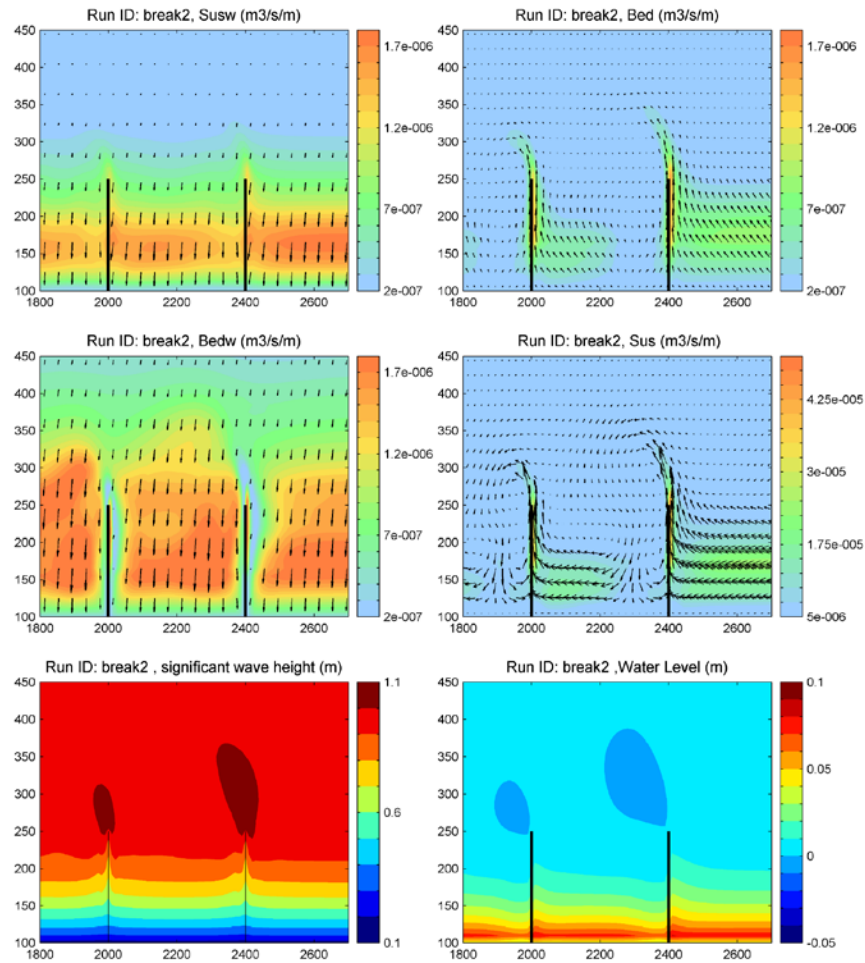 Run ID: break2, Susw (m3/s/m)
450
400
350
300
250
200
150
100
1800 2000 2200 2400 2600
1.7e-006
1.2e-006
7e-007
2e-007
Run ID: break2, Bed (m3/s/m)
450
400
350
300
250
200
150
100
1800 2000 2200 2400 2600
1.7e-006
1.2e-006
7e-007
2e-007
Run ID: break2, Bedw (m3/s/m)
450
400
350
300
250
200
150
100
1800 2000 2200 2400 2600
1.7e-006
1.2e-006
7e-007
2e-007
Run ID: break2, Sus (m3/s/m)
450
400
350
300
250
200
150
100
1800 2000 2200 2400 2600
4.25e-005
3e-005
1.75e-005
5e-006
Run ID: break2 , significant wave height (m)
450
400
350
300
250
200
150
100
1800 2000 2200 2400 2600
1.1
0.6
0.1
Run ID: break2 ,Water Level (m)
450
400
350
300
250
200
150
100
1800 2000 2200 2400 2600
0.1
0.05
0
-0.05